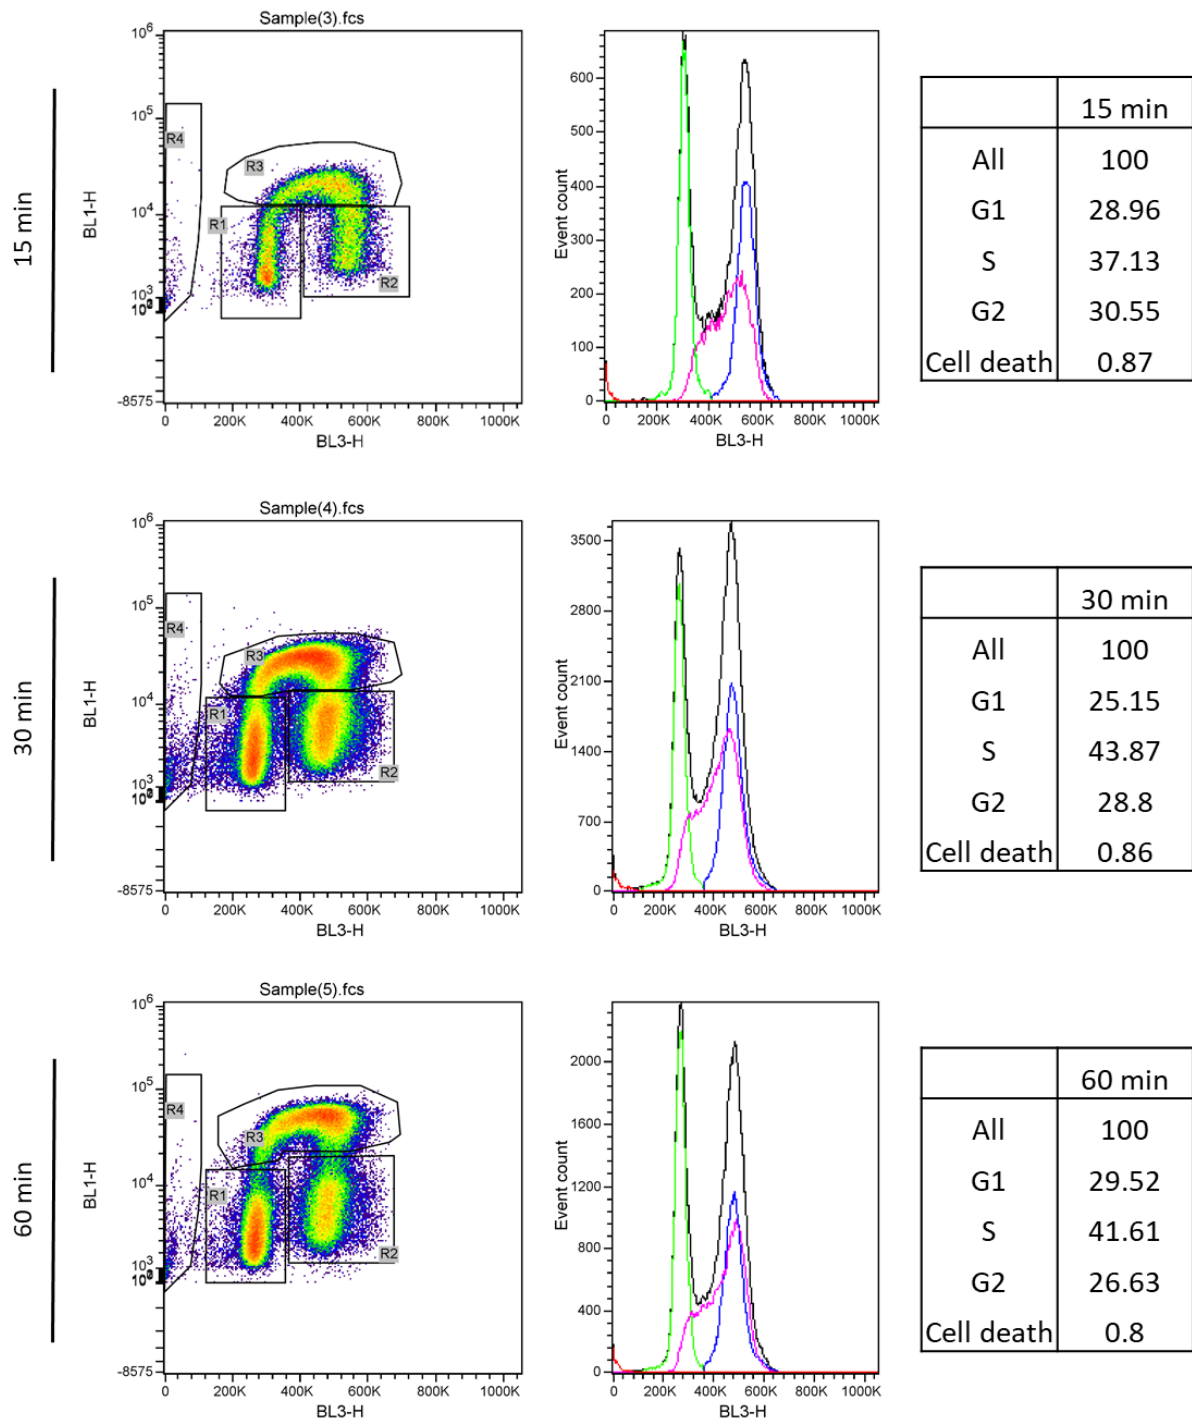 Sample(3).fcs
15 min
BL1-H
10^6
10^5
10^4
10^3
-8575
R4
R3
R1
R2
0 200K 400K 600K 800K 1000K
BL3-H
Event count
600
500
400
300
200
100
0
0 200K 400K 600K 800K 1000K
BL3-H
15 min
All 100
G1 28.96
S 37.13
G2 30.55
Cell death 0.87
Sample(4).fcs
30 min
BL1-H
10^6
10^5
10^4
10^3
-8575
R4
R3
R1
R2
0 200K 400K 600K 800K 1000K
BL3-H
Event count
3500
2800
2100
1400
700
0
0 200K 400K 600K 800K 1000K
BL3-H
30 min
All 100
G1 25.15
S 43.87
G2 28.8
Cell death 0.86
Sample(5).fcs
60 min
BL1-H
10^6
10^5
10^4
10^3
-8575
R4
R3
R1
R2
0 200K 400K 600K 800K 1000K
BL3-H
Event count
2000
1600
1200
800
400
0
0 200K 400K 600K 800K 1000K
BL3-H
60 min
All 100
G1 29.52
S 41.61
G2 26.63
Cell death 0.8